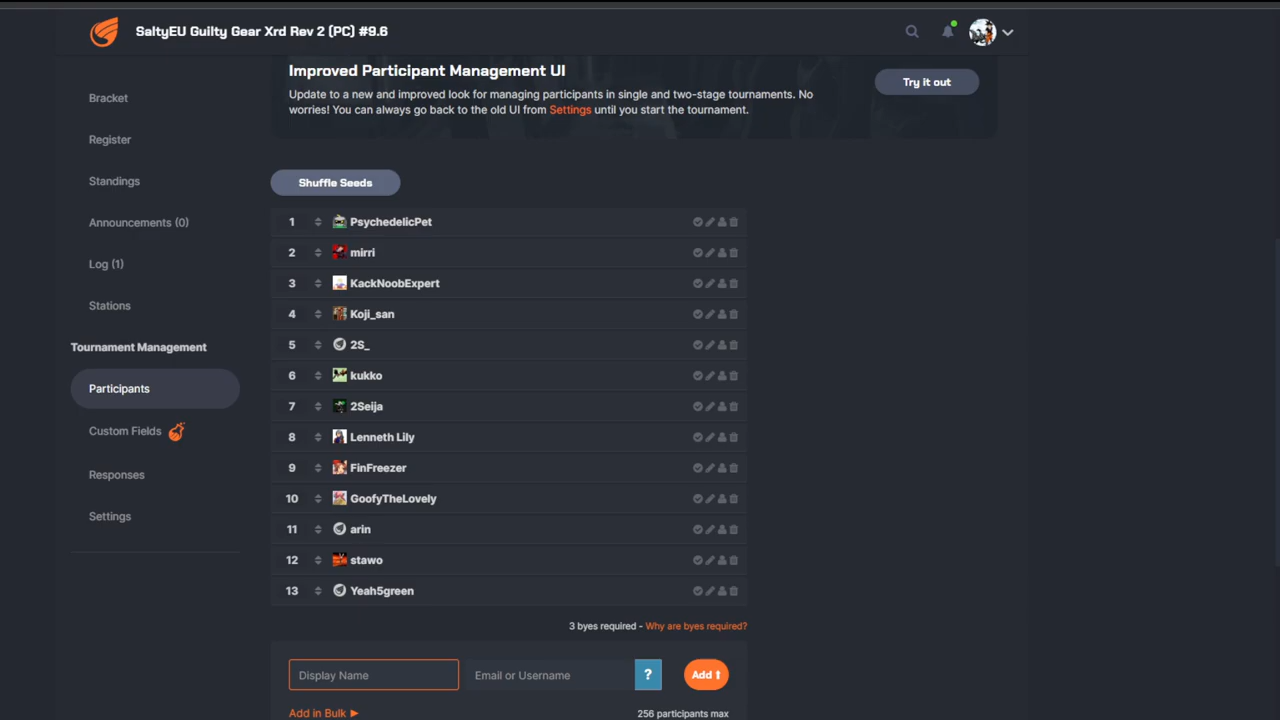 SaltyEU Guilty Gear Xrd Rev 2 (PC) #9.6
Bracket
Register
Standings
Announcements (0)
Log (1)
Stations
Tournament Management
Participants
Custom Fields
Responses
Settings
Improved Participant Management UI
Update to a new and improved look for managing participants in single and two-stage tournaments. No
worries! You can always go back to the old UI from Settings until you start the tournament.
Try it out
Shuffle Seeds
1 PsychedelicPet
2 mirri
3 KackNoobExpert
4 Koji_san
5 2S_
6 kukko
7 2Seija
8 Lenneth Lily
9 FinFreezer
10 GoofyTheLovely
11 arin
12 stawo
13 Yeah5green
3 byes required - Why are byes required?
Display Name Email or Username ? Add
Add in Bulk 256 participants max